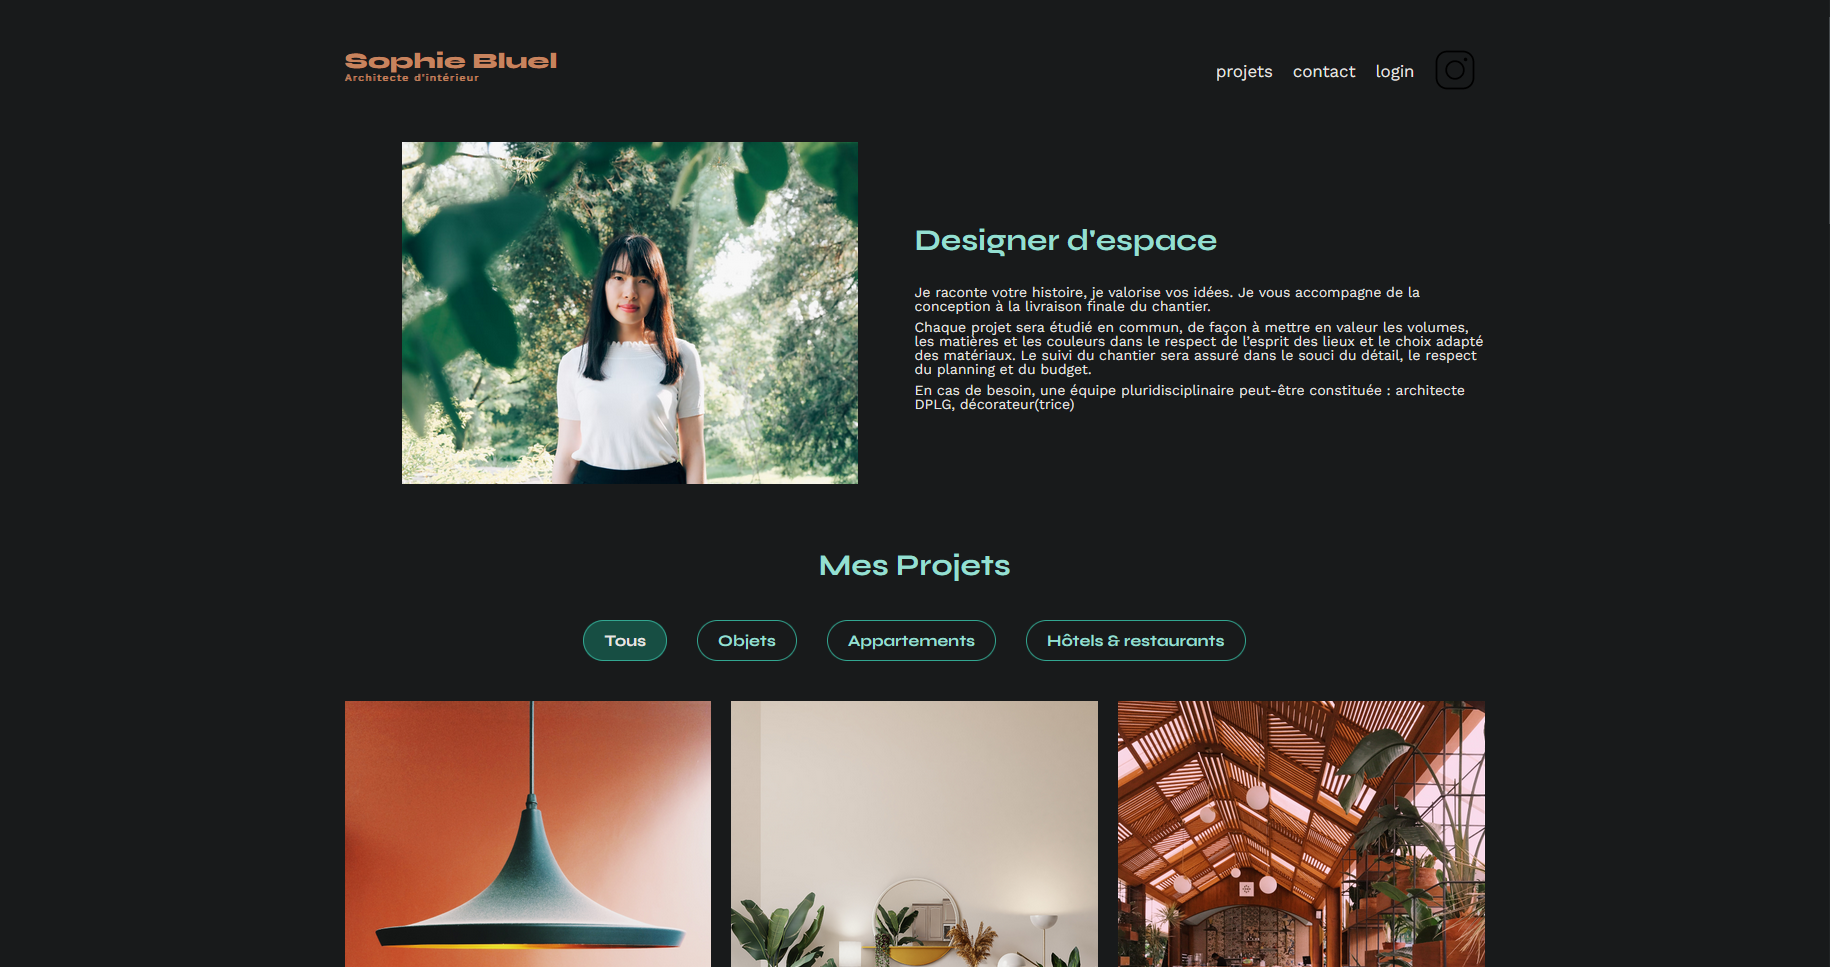 Sophie Bluel
Architecte d'intérieur
projets contact login
Designer d'espace
Je raconte votre histoire, je valorise vos idées. Je vous accompagne de la
conception à la livraison finale du chantier.
Chaque projet sera étudié en commun, de façon à mettre en valeur les volumes,
les matières et les couleurs dans le respect de l’esprit des lieux et le choix adapté
des matériaux. Le suivi du chantier sera assuré dans le souci du détail, le respect
du planning et du budget.
En cas de besoin, une équipe pluridisciplinaire peut-être constituée : architecte
DPLG, décorateur(trice)
Mes Projets
Tous Objets Appartements Hôtels & restaurants